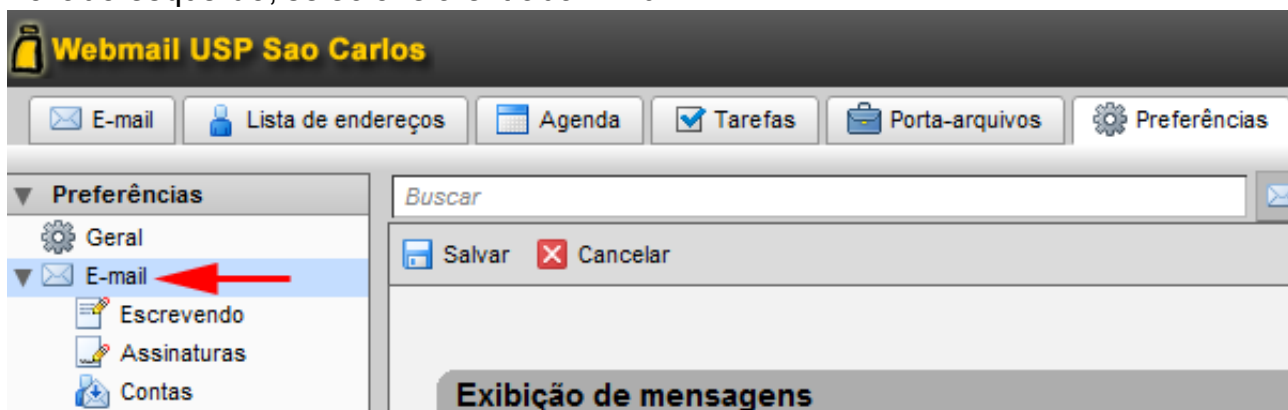 Webmail USP Sao Carlos
E-mail Lista de endereços Agenda Tarefas Porta-arquivos Preferências
Preferências
Buscar
Geral
Salvar Cancelar
E-mail
Escrevendo
Assinaturas
Contas
Exibição de mensagens